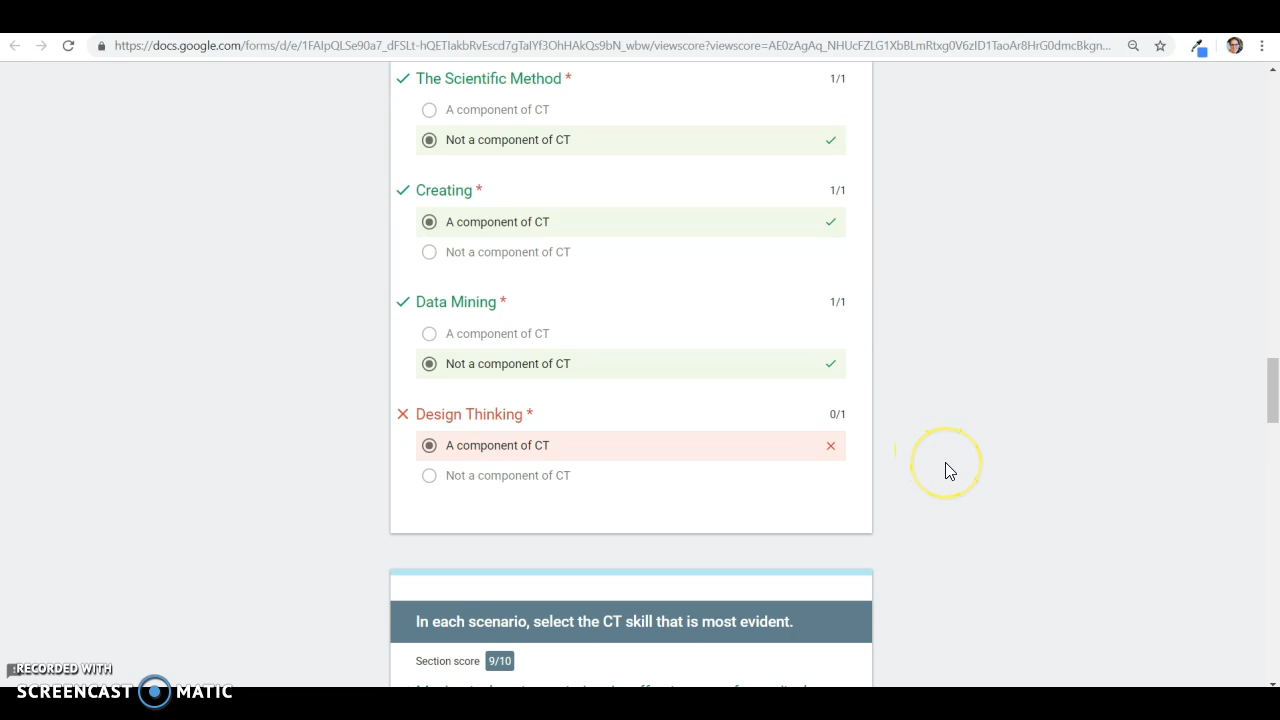 https://docs.google.com/forms/d/e/1FAIpQLSe90a7_dFSLt-hQETIakbRvEscd7gTaIYf3OhHAkQs9bN_wbw/viewscore?viewscore=AE0zAgAq_NHUcFZLG1XbBLmRtxg0V6zID1TaoAr8HrG0dmcBkgn...
The Scientific Method * 1/1
A component of CT
Not a component of CT
Creating * 1/1
A component of CT
Not a component of CT
Data Mining * 1/1
A component of CT
Not a component of CT
Design Thinking * 0/1
A component of CT
Not a component of CT
In each scenario, select the CT skill that is most evident.
Section score 9/10
RECORDED WITH
SCREENCAST MATIC